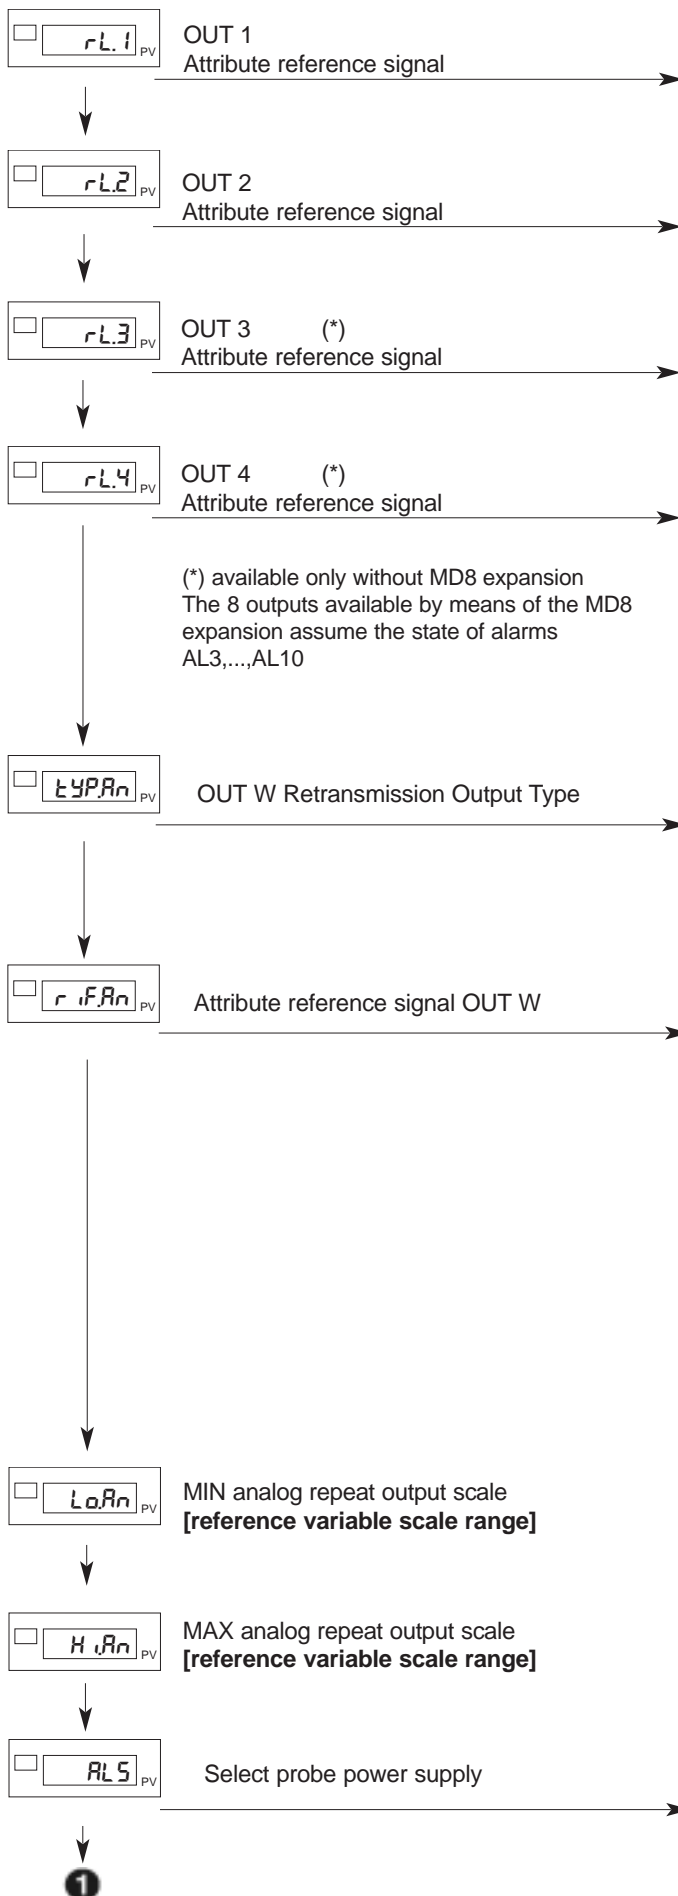 rL.1 PV
OUT 1
Attribute reference signal
rL.2 PV
OUT 2
Attribute reference signal
rL.3 PV
OUT 3 (*)
Attribute reference signal
rL.4 PV
OUT 4 (*)
Attribute reference signal
(*) available only without MD8 expansion
The 8 outputs available by means of the MD8
expansion assume the state of alarms
AL3,...,AL10
tYP.An PV
OUT W Retransmission Output Type
r iF.An PV
Attribute reference signal OUT W
Lo.An PV
MIN analog repeat output scale
[reference variable scale range]
H i.An PV
MAX analog repeat output scale
[reference variable scale range]
ALS PV
Select probe power supply
1